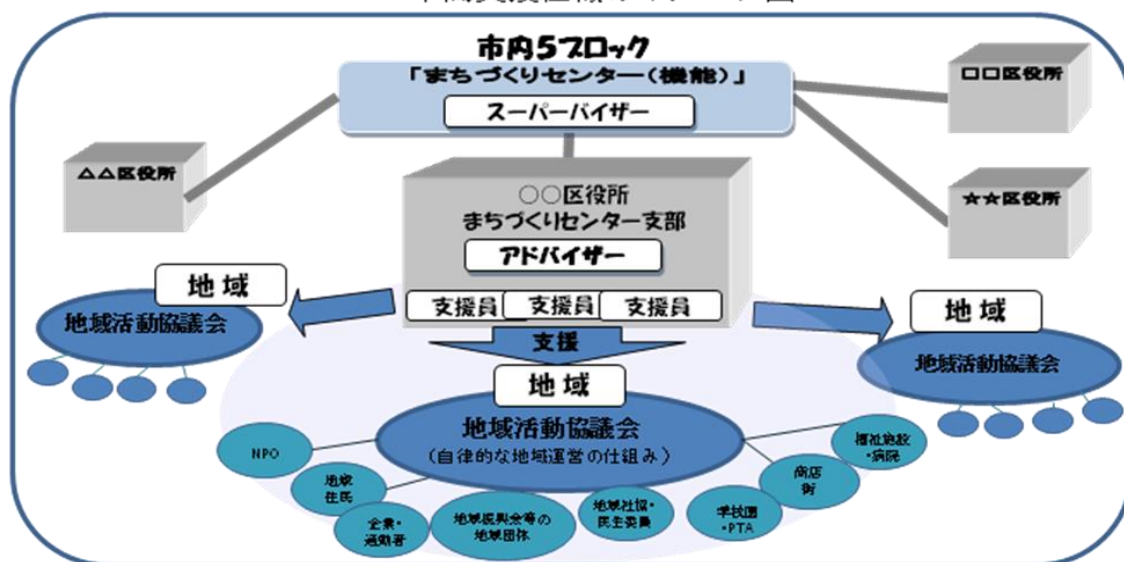 市内5ブロック
「まちづくりセンター(機能)」
スーパーバイザー
□□区役所
△△区役所
☆☆区役所
○○区役所
まちづくりセンター支部
アドバイザー
支援員
支援員
支援員
支援
地域
地域活動協議会
地域
地域活動協議会
地域
地域活動協議会
(自律的な地域運営の仕組み)
NPO
地域
住民
企業・
通勤者
地域振興会等の
地域団体
地域社協・
民生委員
・PTA
商店
街
福祉施設
・病院